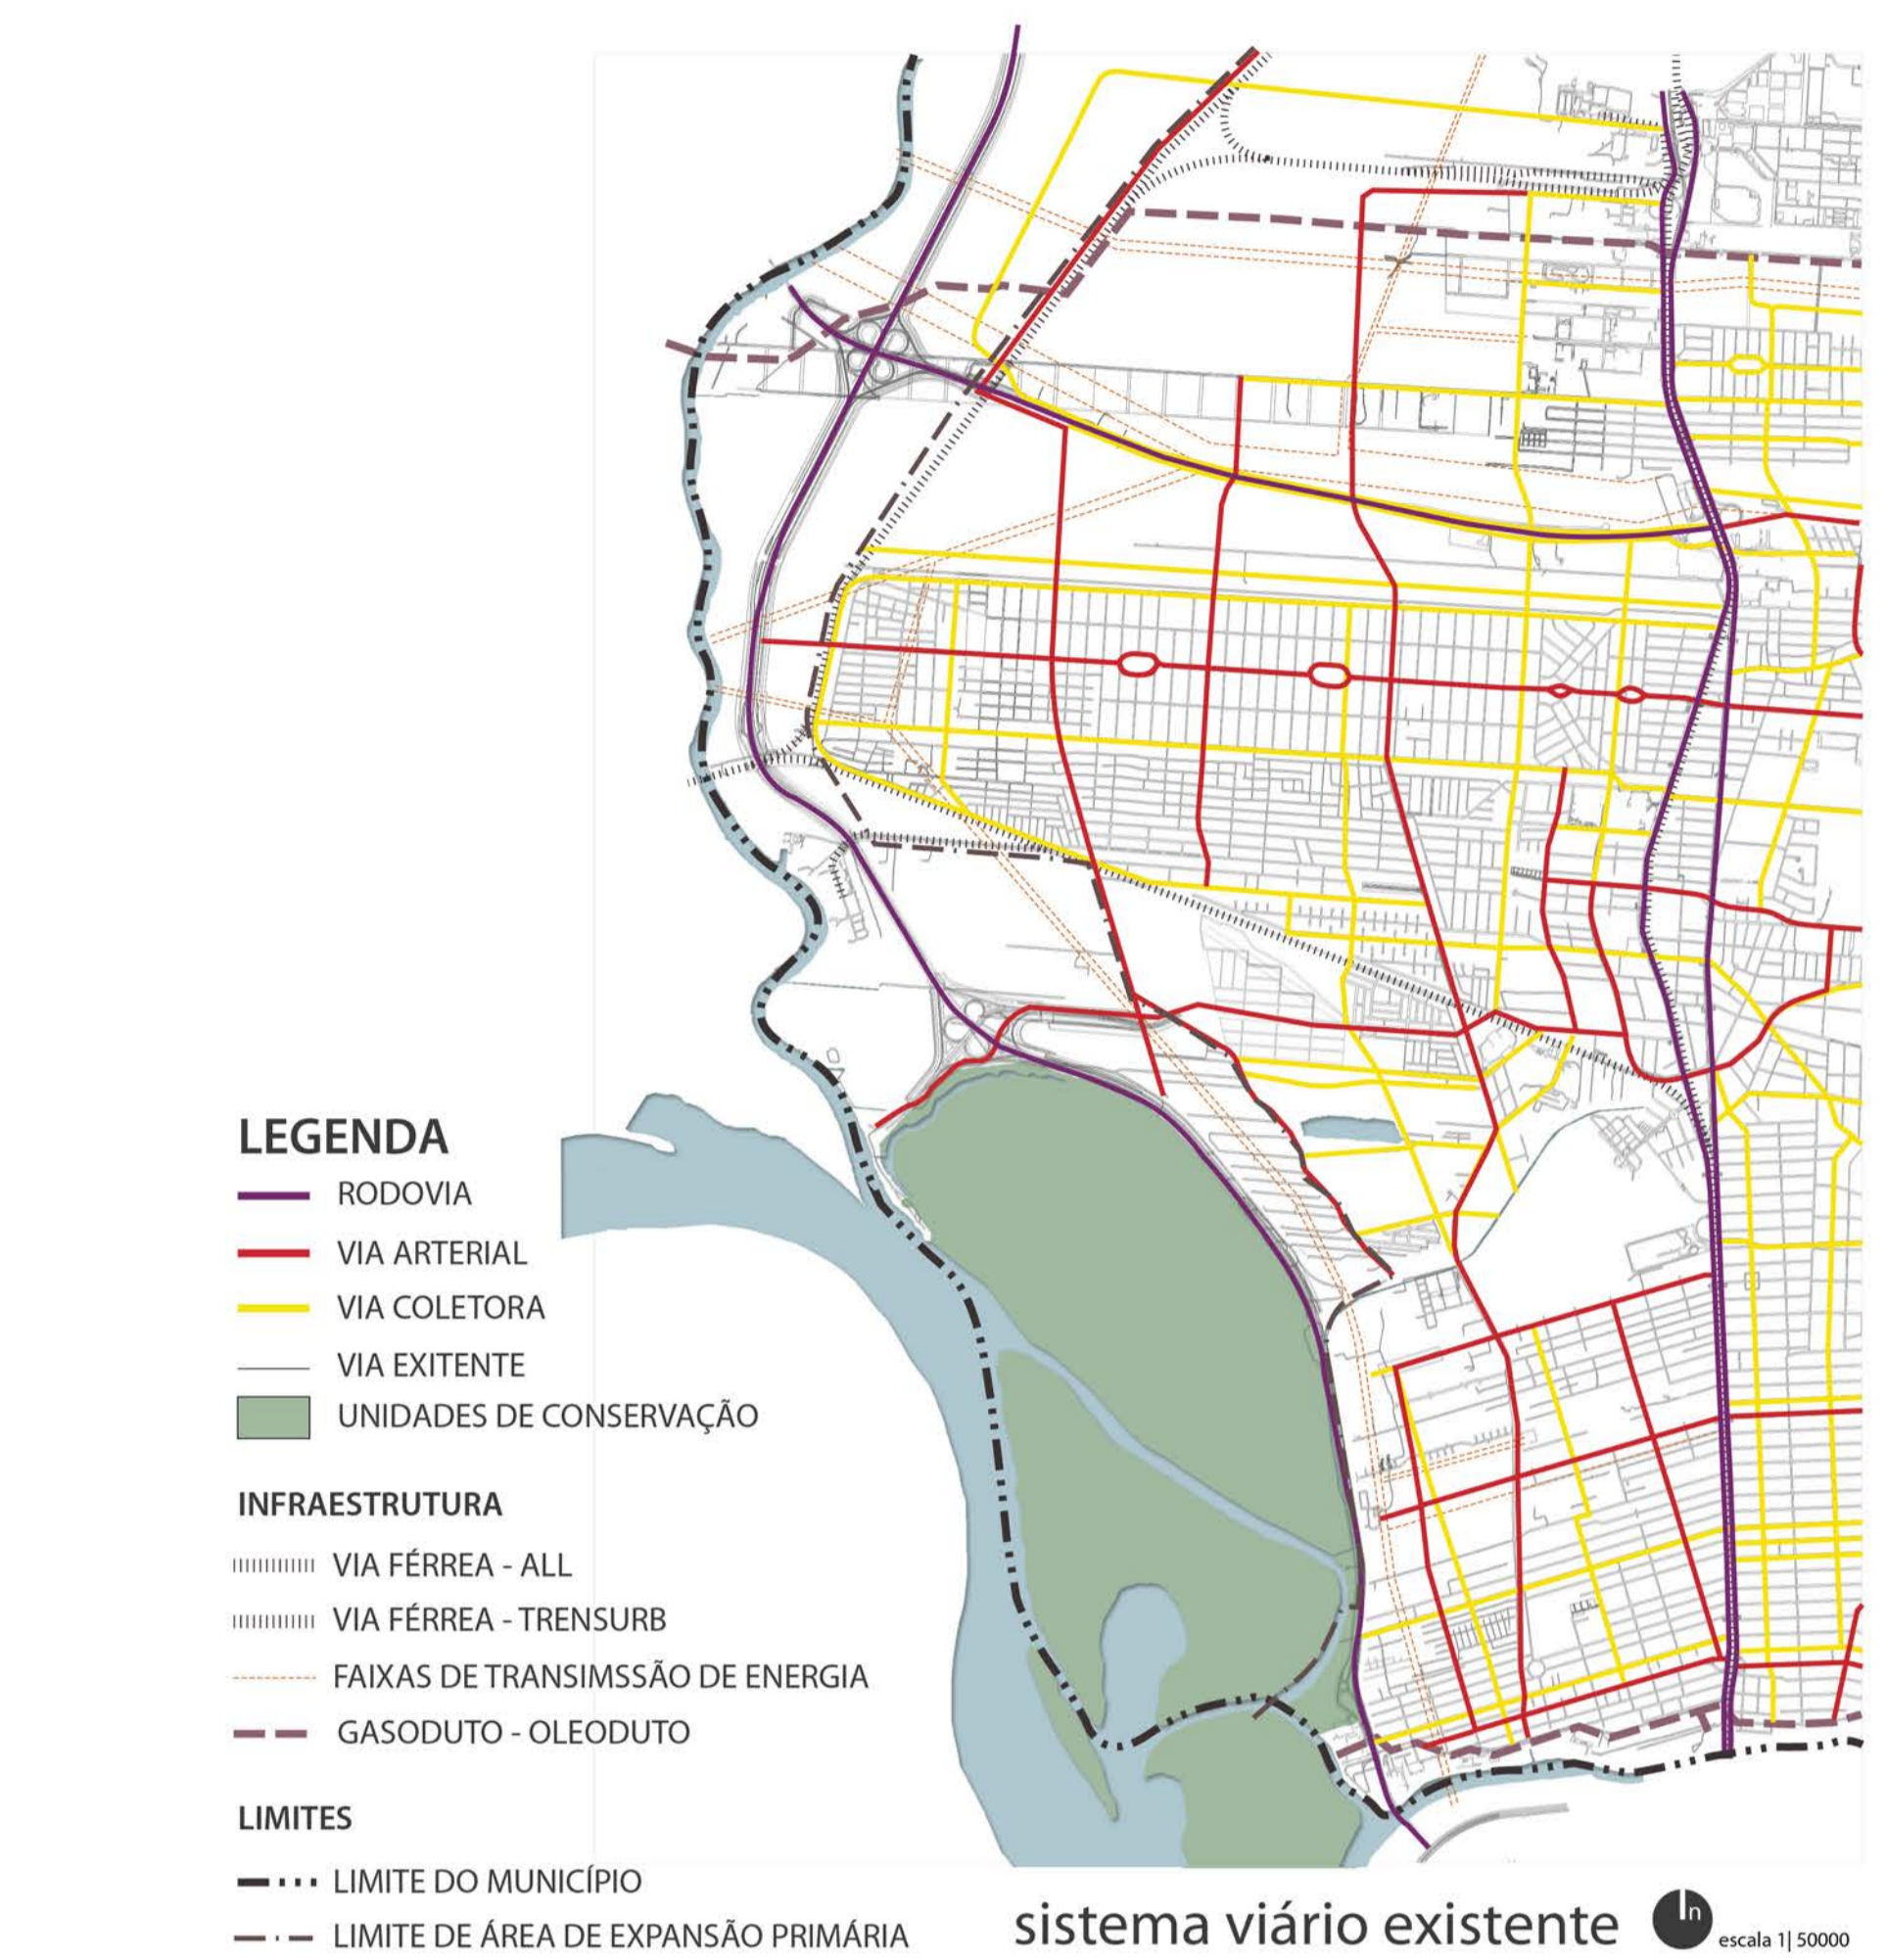 LEGENDA
RODOVIA
VIA ARTERIAL
VIA COLETORA
VIA EXITENTE
UNIDADES DE CONSERVAÇÃO
INFRAESTRUTURA
VIA FÉRREA - ALL
VIA FÉRREA - TRENSURB
FAIXAS DE TRANSIMSSÃO DE ENERGIA
GASODUTO - OLEODUTO
LIMITES
LIMITE DO MUNICÍPIO
LIMITE DE ÁREA DE EXPANSÃO PRIMÁRIA
sistema viário existente
n
escala 1| 50000